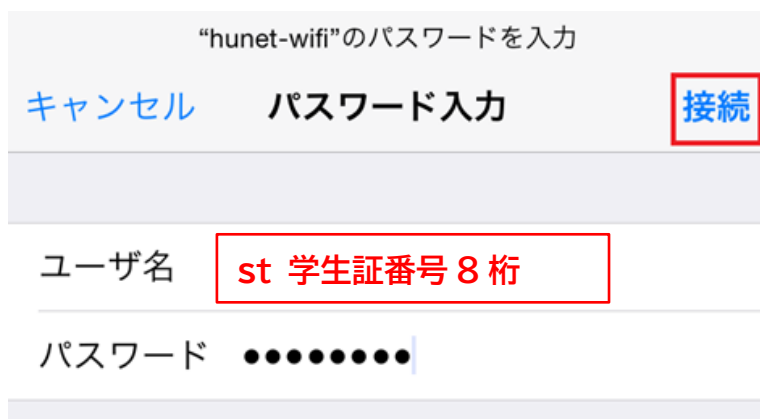 “hunet-wifi”のパスワードを入力
キャンセル パスワード入力 接続
ユーザ名 st 学生証番号8桁
パスワード ●●●●●●●●